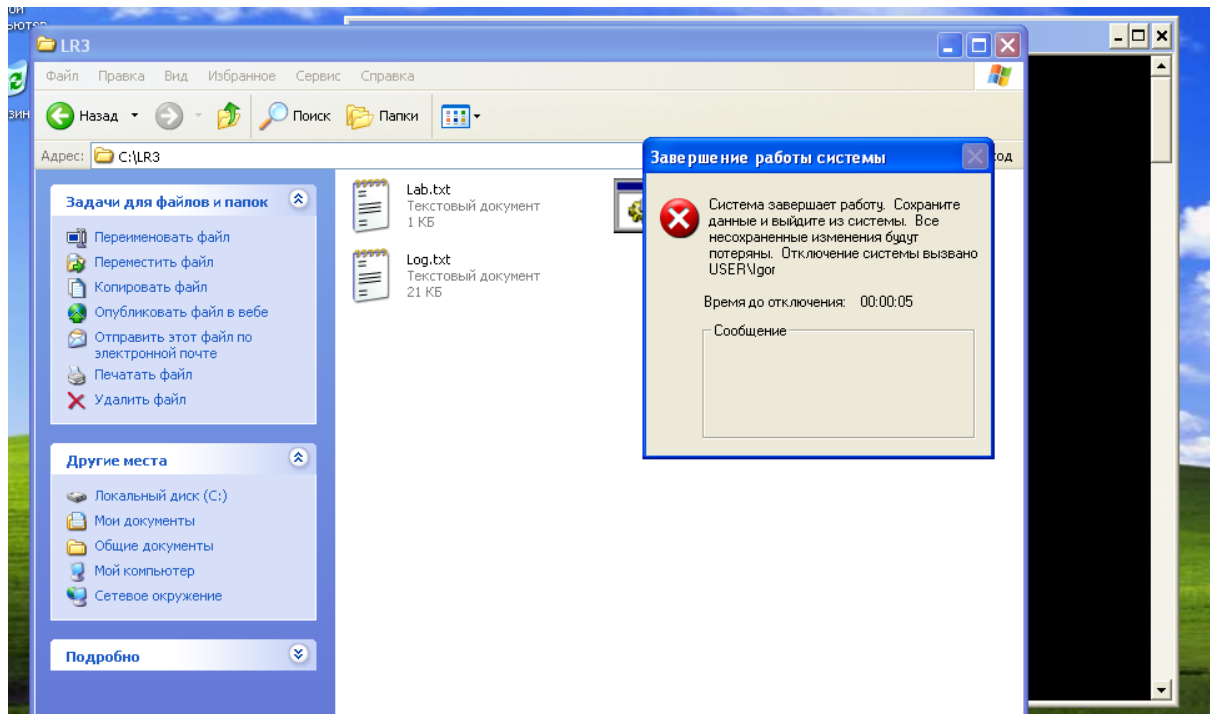 LR3
Файл Правка Вид Избранное Сервис Справка
Назад Поиск Папки
Адрес: C:\LR3
Задачи для файлов и папок
Переименовать файл
Переместить файл
Копировать файл
Опубликовать файл в вебе
Отправить этот файл по
электронной почте
Печатать файл
Удалить файл
Другие места
Локальный диск (C:)
Мои документы
Общие документы
Мой компьютер
Сетевое окружение
Подробно
Lab.txt
Текстовый документ
1 КБ
Log.txt
Текстовый документ
21 КБ
Завершение работы системы
Система завершает работу. Сохраните
данные и выйдите из системы. Все
несохраненные изменения будут
потеряны. Отключение системы вызвано
USER\Igor
Время до отключения: 00:00:05
Сообщение